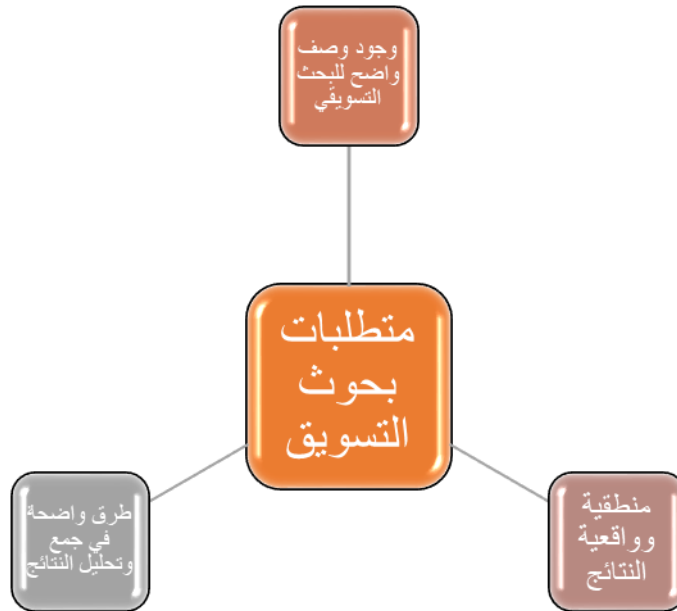 وجود وصف
واضح للبحث
التسويقي
متطلبات
بحوث
التسويق
منطقية
وواقعية
النتائج
طرق واضحة
في جمع
وتحليل النتائج